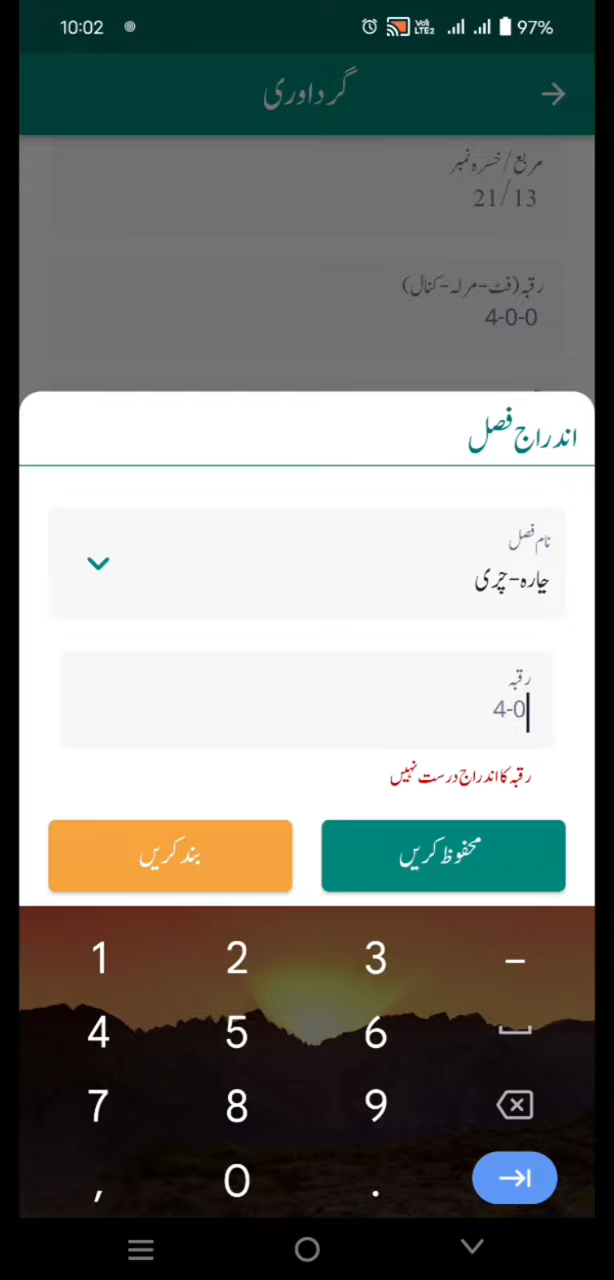 10:02 Vo) LTE2 97%
گرداوری
مربع/خسرہ نمبر
21/13
رقبہ(فٹ-مرلہ-کنال)
4-0-0
اندراج فصل
نام فصل
چارہ-چری
رقبہ
4-0
رقبہ کا اندراج درست نہیں
محفوظ کریں
بند کریں
1 2 3 -
4 5 6
7 8 9
, 0 .